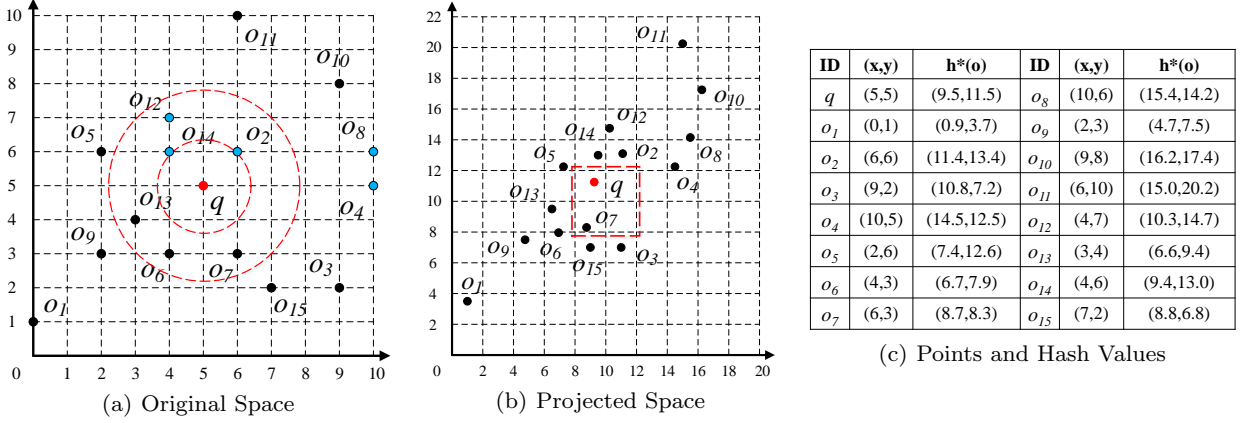 10
9
8
7
6
5
4
3
2
1
0
1 2 3 4 5 6 7 8 9 10
o11
o10
o12
o5
o14
o2
o8
o13
q
o4
o9
o6
o7
o3
o1
o15
(a) Original Space
22
20
18
16
14
12
10
8
6
4
2
0
2 4 6 8 10 12 14 16 18 20
o11
o10
o12
o14
o5
o2
o8
q
o4
o13
o7
o9
o6
o3
o15
o1
(b) Projected Space
ID (x,y) h*(o) ID (x,y) h*(o)
q (5,5) (9.5,11.5) o8 (10,6) (15.4,14.2)
o1 (0,1) (0.9,3.7) o9 (2,3) (4.7,7.5)
o2 (6,6) (11.4,13.4) o10 (9,8) (16.2,17.4)
o3 (9,2) (10.8,7.2) o11 (6,10) (15.0,20.2)
o4 (10,5) (14.5,12.5) o12 (4,7) (10.3,14.7)
o5 (2,6) (7.4,12.6) o13 (3,4) (6.6,9.4)
o6 (4,3) (6.7,7.9) o14 (4,6) (9.4,13.0)
o7 (6,3) (8.7,8.3) o15 (7,2) (8.8,6.8)
(c) Points and Hash Values